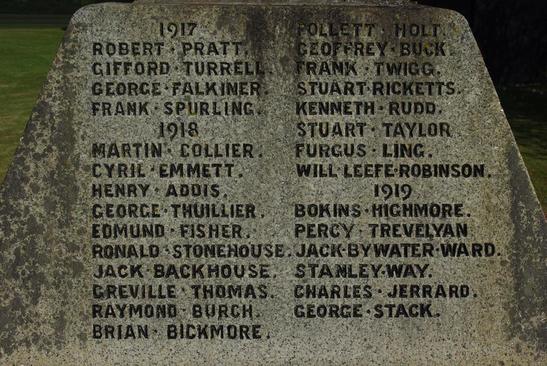 1917
ROBERT · PRATT.
GIFFORD · TURRELL.
GEORGE · FALKINER.
FRANK · SPURLING.
1918
MARTIN · COLLIER.
CYRIL · EMMETT.
HENRY · ADDIS.
GEORGE · THUILLIER.
EDMUND · FISHER.
RONALD · STONEHOUSE.
JACK · BACKHOUSE.
GREVILLE · THOMAS.
RAYMOND · BURCH.
BRIAN · BICKMORE.
FOLLETT · HOLT.
GEOFFREY · BUCK.
FRANK · TWIGG.
STUART · RICKETTS.
KENNETH · RUDD.
STUART · TAYLOR
FURGUS · LING.
WILL · LEEFE · ROBINSON.
1919
BOKINS · HIGHMORE.
PERCY · TREVELYAN
JACK · BYWATER · WARD.
STANLEY · WAY.
CHARLES · JERRARD.
GEORGE · STACK.